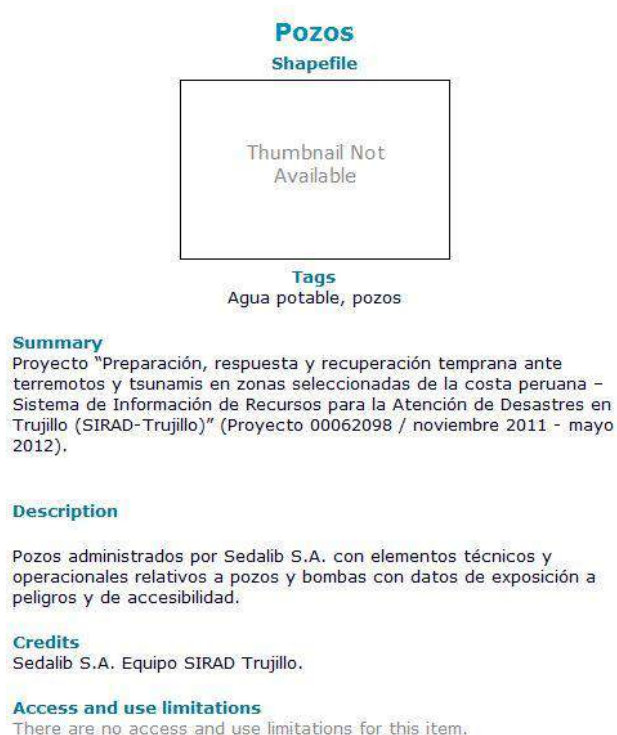 Pozos
Shapefile
Thumbnail Not
Available
Tags
Agua potable, pozos
Summary
Proyecto “Preparación, respuesta y recuperación temprana ante
terremotos y tsunamis en zonas seleccionadas de la costa peruana –
Sistema de Información de Recursos para la Atención de Desastres en
Trujillo (SIRAD-Trujillo)” (Proyecto 00062098 / noviembre 2011 - mayo
2012).
Description
Pozos administrados por Sedalib S.A. con elementos técnicos y
operacionales relativos a pozos y bombas con datos de exposición a
peligros y de accesibilidad.
Credits
Sedalib S.A. Equipo SIRAD Trujillo.
Access and use limitations
There are no access and use limitations for this item.